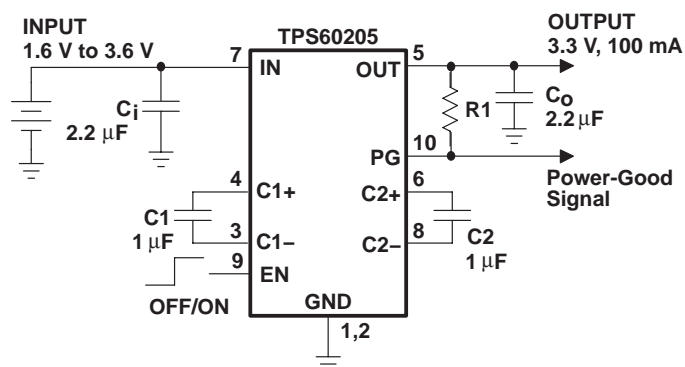 INPUT
1.6 V to 3.6 V
TPS60205
OUTPUT
3.3 V, 100 mA
7
IN
OUT
5
Ci
2.2 µF
R1
Co
2.2 µF
10
PG
Power-Good
Signal
4
C1+
C2+
6
C1
1 µF
3
C1−
C2−
8
C2
1 µF
9
EN
OFF/ON
GND
1,2